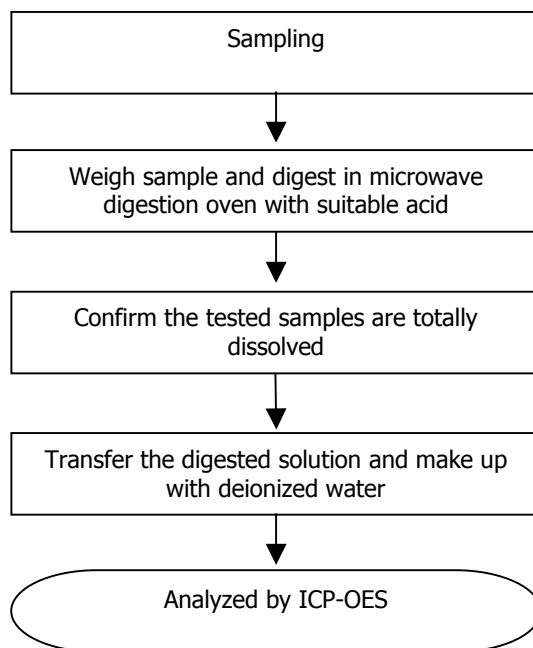 Sampling
Weigh sample and digest in microwave
digestion oven with suitable acid
Confirm the tested samples are totally
dissolved
Transfer the digested solution and make up
with deionized water
Analyzed by ICP-OES